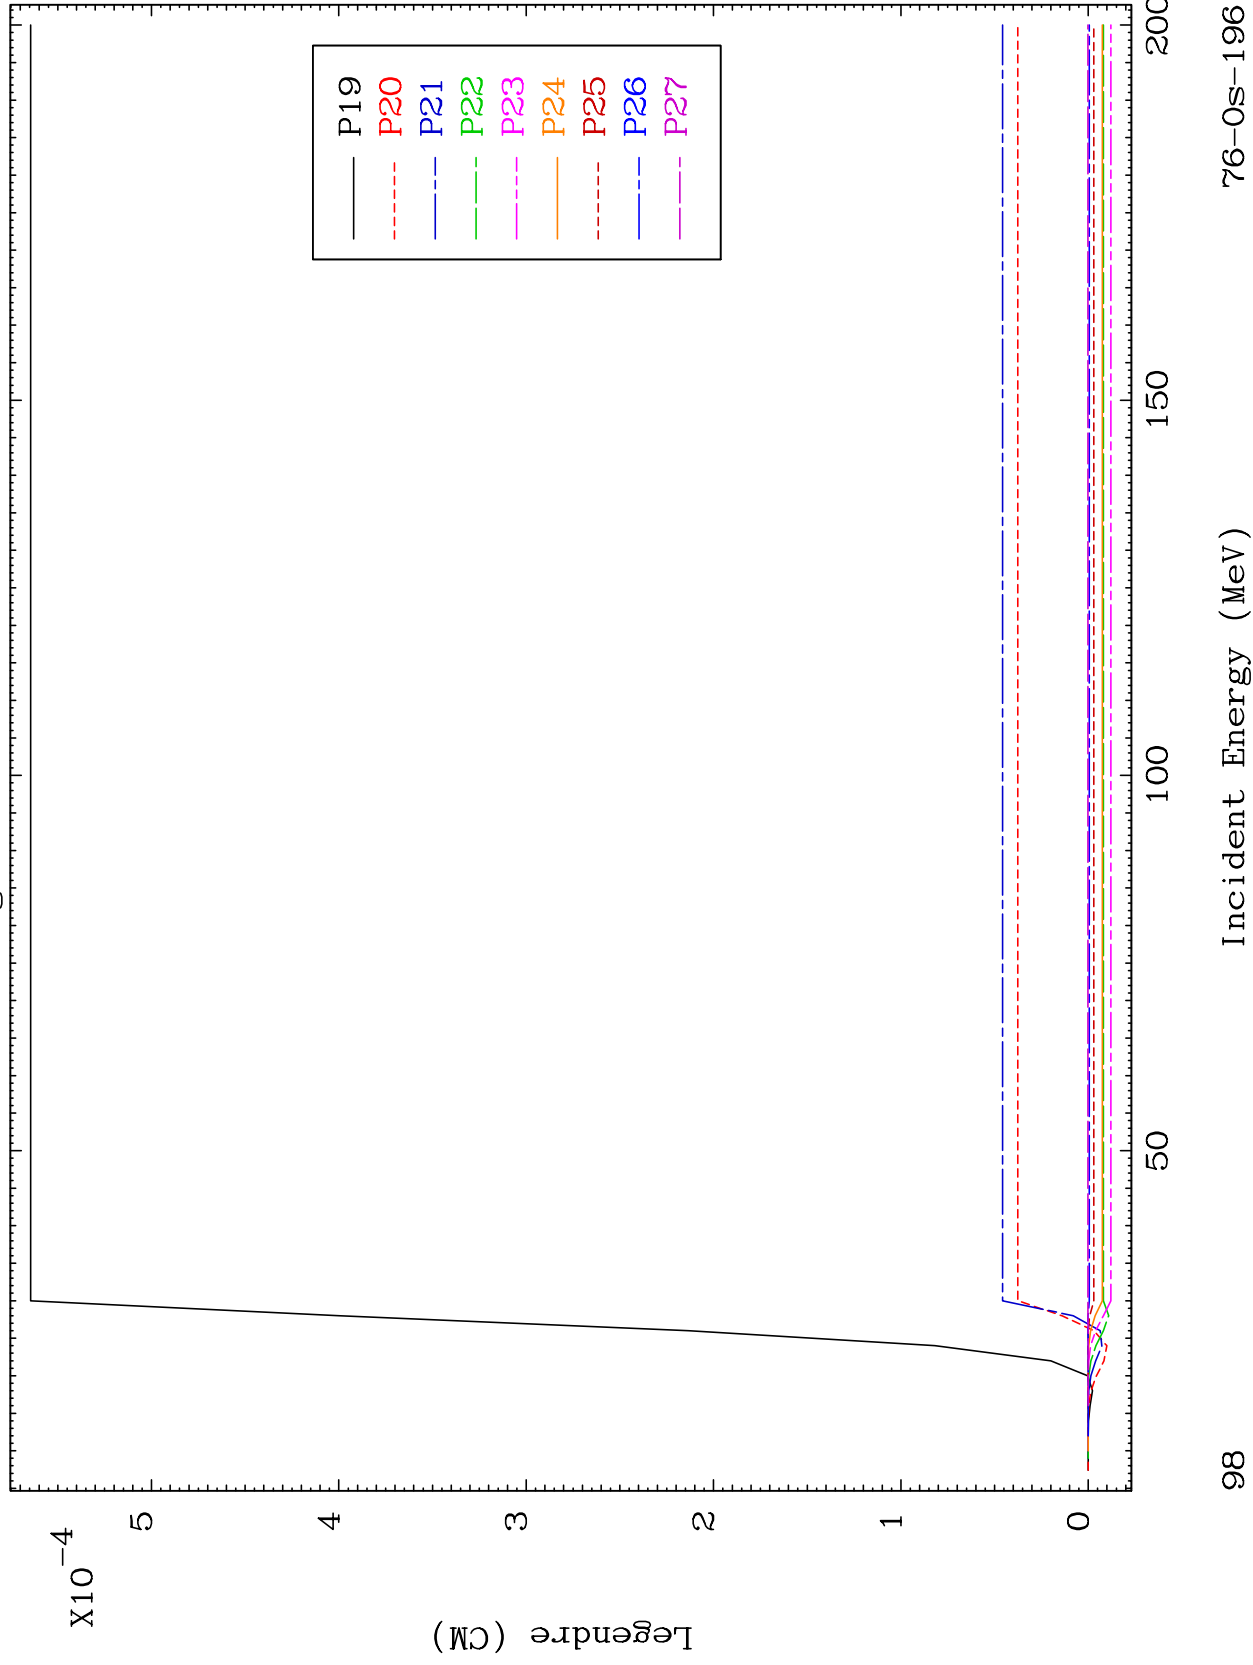 X10-4
5
4
3
2
1
0
Legendre (CM)
P19
P20
P21
P22
P23
P24
P25
P26
P27
50
100
150
200
Incident Energy (MeV)
98
76-Os-196